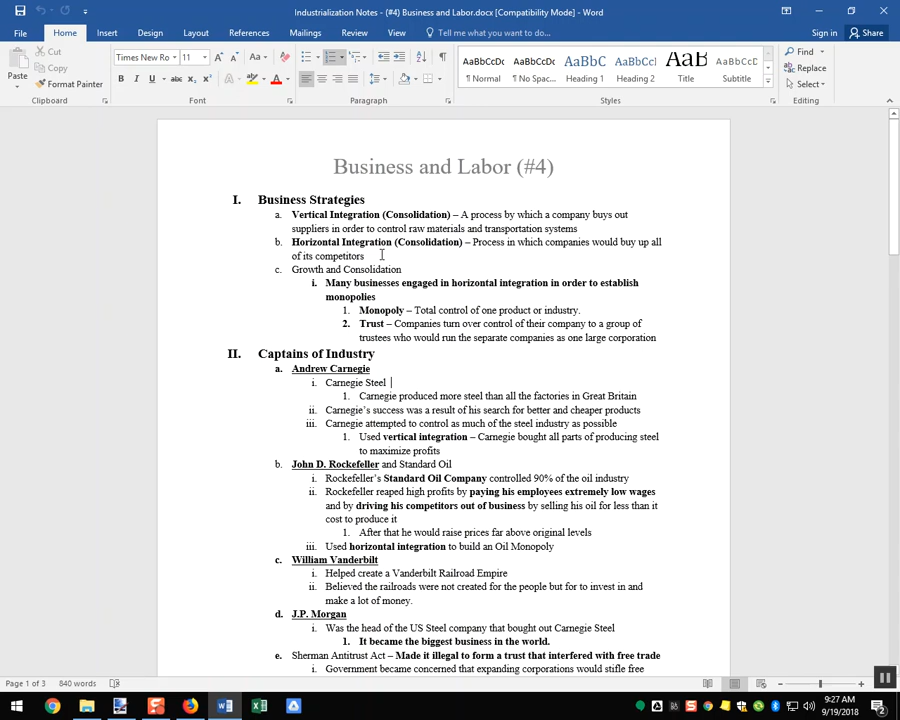 Industrialization Notes - (#4) Business and Labor.docx [Compatibility Mode] - Word
File Home Insert Design Layout References Mailings Review View Tell me what you want to do... Sign in Share
Cut
Copy
Format Painter
Paste
Clipboard
Times New Ro 11
Font
Paragraph
AaBbCcDc AaBbCcDc AaBbC AaBbCc AaB AaBbCcD
¶ Normal ¶ No Spac... Heading 1 Heading 2 Title Subtitle
Styles
Find
Replace
Select
Editing
Business and Labor (#4)
I. Business Strategies
a. Vertical Integration (Consolidation) – A process by which a company buys out
suppliers in order to control raw materials and transportation systems
b. Horizontal Integration (Consolidation) – Process in which companies would buy up all
of its competitors
c. Growth and Consolidation
i. Many businesses engaged in horizontal integration in order to establish
monopolies
1. Monopoly – Total control of one product or industry.
2. Trust – Companies turn over control of their company to a group of
trustees who would run the separate companies as one large corporation
II. Captains of Industry
a. Andrew Carnegie
i. Carnegie Steel
1. Carnegie produced more steel than all the factories in Great Britain
ii. Carnegie's success was a result of his search for better and cheaper products
iii. Carnegie attempted to control as much of the steel industry as possible
1. Used vertical integration – Carnegie bought all parts of producing steel
to maximize profits
b. John D. Rockefeller and Standard Oil
i. Rockefeller's Standard Oil Company controlled 90% of the oil industry
ii. Rockefeller reaped high profits by paying his employees extremely low wages
and by driving his competitors out of business by selling his oil for less than it
cost to produce it
1. After that he would raise prices far above original levels
iii. Used horizontal integration to build an Oil Monopoly
c. William Vanderbilt
i. Helped create a Vanderbilt Railroad Empire
ii. Believed the railroads were not created for the people but for to invest in and
make a lot of money.
d. J.P. Morgan
i. Was the head of the US Steel company that bought out Carnegie Steel
1. It became the biggest business in the world.
e. Sherman Antitrust Act – Made it illegal to form a trust that interfered with free trade
i. Government became concerned that expanding corporations would stifle free
Page 1 of 3 840 words
9:27 AM
9/19/2018